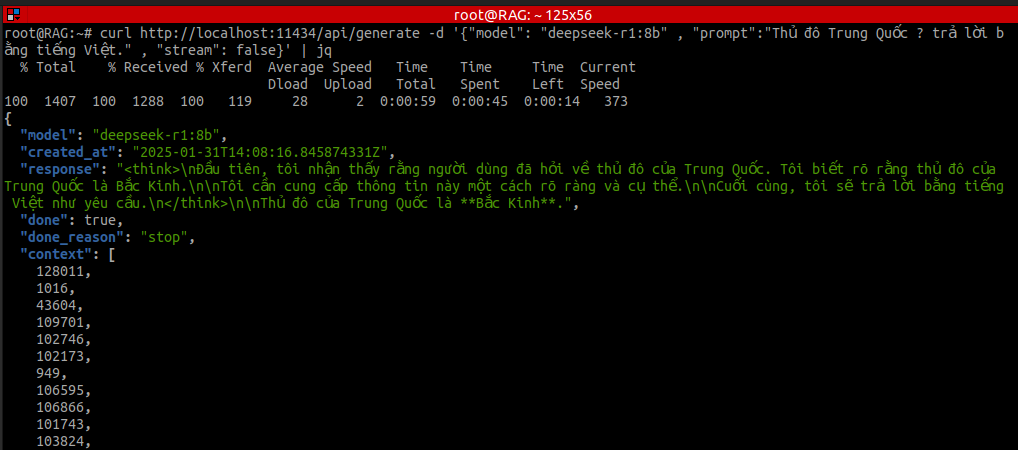 root@RAG: ~ 125x56
root@RAG:~# curl http://localhost:11434/api/generate -d '{"model": "deepseek-r1:8b" , "prompt":"Thủ đô Trung Quốc ? trả lời b
ằng tiếng Việt." , "stream": false}' | jq
  % Total    % Received % Xferd  Average Speed   Time    Time     Time  Current
                                 Dload  Upload   Total   Spent    Left  Speed
100  1407  100  1288  100   119     28      2  0:00:59  0:00:45  0:00:14   373
{
  "model": "deepseek-r1:8b",
  "created_at": "2025-01-31T14:08:16.845874331Z",
  "response": "<think>\nĐầu tiên, tôi nhận thấy rằng người dùng đã hỏi về thủ đô của Trung Quốc. Tôi biết rõ rằng thủ đô của
Trung Quốc là Bắc Kinh.\n\nTôi cần cung cấp thông tin này một cách rõ ràng và cụ thể.\n\nCuối cùng, tôi sẽ trả lời bằng tiếng
 Việt như yêu cầu.\n</think>\n\nThủ đô của Trung Quốc là **Bắc Kinh**.",
  "done": true,
  "done_reason": "stop",
  "context": [
    128011,
    1016,
    43604,
    109701,
    102746,
    102173,
    949,
    106595,
    106866,
    101743,
    103824,